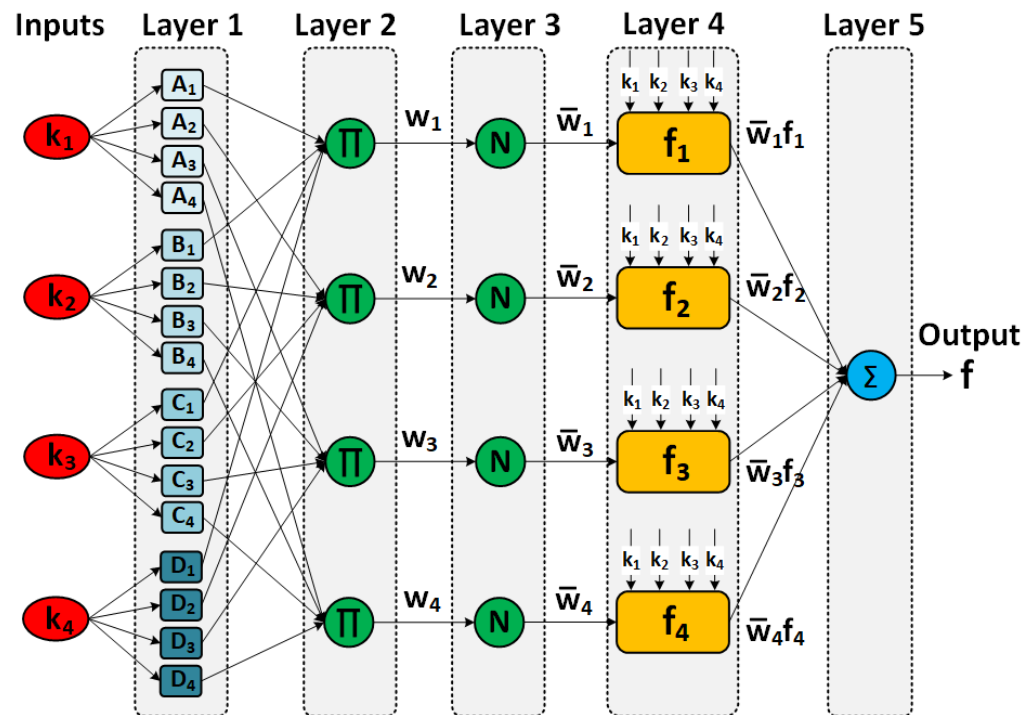 Inputs Layer 1 Layer 2 Layer 3 Layer 4 Layer 5
k₁ k₂ k₃ k₄
A₁
A₂
A₃
A₄
k₁
∏ w₁ N w̅₁ f₁ w̅₁f₁
B₁
B₂
B₃
B₄
k₂
k₁ k₂ k₃ k₄
∏ w₂ N w̅₂ f₂ w̅₂f₂
Output
Σ f
C₁
C₂
C₃
C₄
k₃
k₁ k₂ k₃ k₄
∏ w₃ N w̅₃ f₃ w̅₃f₃
D₁
D₂
D₃
D₄
k₄
k₁ k₂ k₃ k₄
∏ w₄ N w̅₄ f₄ w̅₄f₄